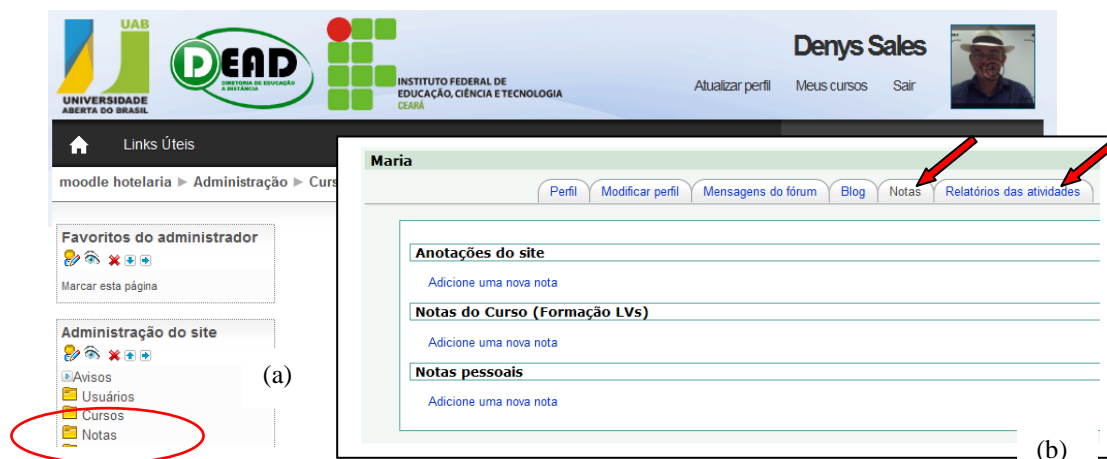 UAB
UNIVERSIDADE
ABERTA DO BRASIL
DEAD
DIRETORIA DE EDUCAÇÃO
A DISTÂNCIA
INSTITUTO FEDERAL DE
EDUCAÇÃO, CIÊNCIA E TECNOLOGIA
CEARÁ
Denys Sales
Atualizar perfil Meus cursos Sair
Links Úteis
moodle hotelaria ► Administração ► Curs
Favoritos do administrador
Marcar esta página
Administração do site
Avisos
Usuários
Cursos
Notas
(a)
Maria
Perfil Modificar perfil Mensagens do fórum Blog Notas Relatórios das atividades
Anotações do site
Adicione uma nova nota
Notas do Curso (Formação LVs)
Adicione uma nova nota
Notas pessoais
Adicione uma nova nota
(b)